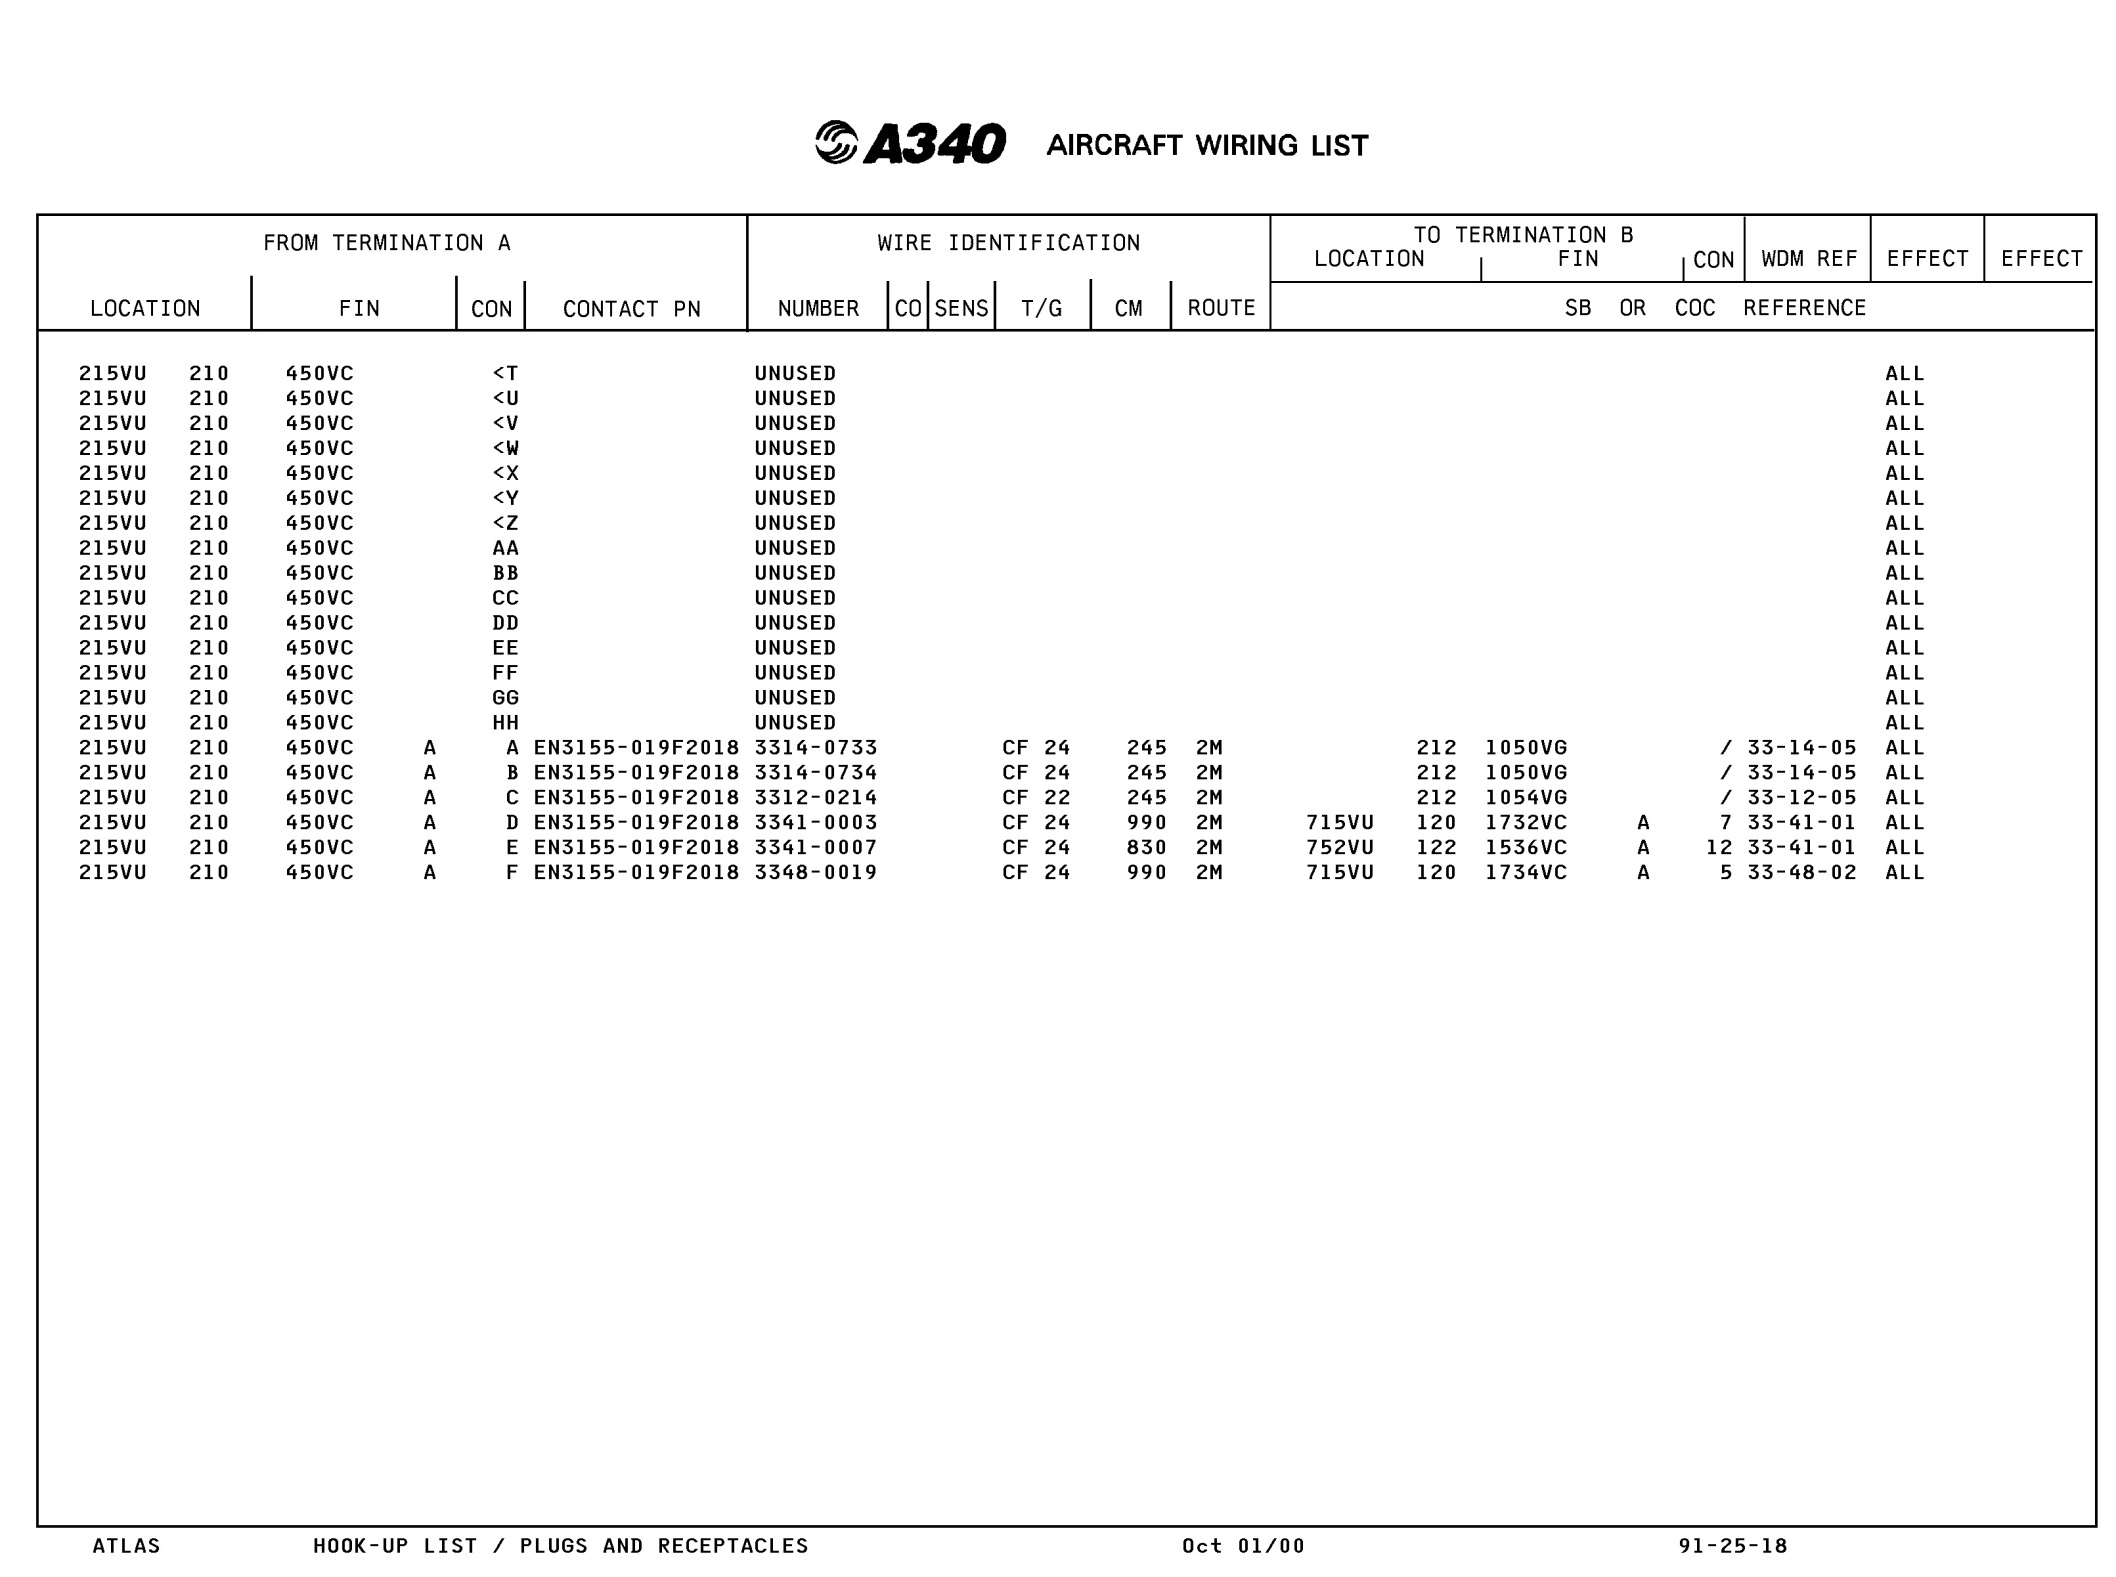 A340 AIRCRAFT WIRING LIST
FROM TERMINATION A WIRE IDENTIFICATION TO TERMINATION B
LOCATION FIN CON WDM REF EFFECT EFFECT
LOCATION FIN CON CONTACT PN NUMBER CO SENS T/G CM ROUTE SB OR COC REFERENCE
215VU 210 450VC <T UNUSED ALL
215VU 210 450VC <U UNUSED ALL
215VU 210 450VC <V UNUSED ALL
215VU 210 450VC <W UNUSED ALL
215VU 210 450VC <X UNUSED ALL
215VU 210 450VC <Y UNUSED ALL
215VU 210 450VC <Z UNUSED ALL
215VU 210 450VC AA UNUSED ALL
215VU 210 450VC BB UNUSED ALL
215VU 210 450VC CC UNUSED ALL
215VU 210 450VC DD UNUSED ALL
215VU 210 450VC EE UNUSED ALL
215VU 210 450VC FF UNUSED ALL
215VU 210 450VC GG UNUSED ALL
215VU 210 450VC HH UNUSED ALL
215VU 210 450VC A A EN3155-019F2018 3314-0733 CF 24 245 2M 212 1050VG / 33-14-05 ALL
215VU 210 450VC A B EN3155-019F2018 3314-0734 CF 24 245 2M 212 1050VG / 33-14-05 ALL
215VU 210 450VC A C EN3155-019F2018 3312-0214 CF 22 245 2M 212 1054VG / 33-12-05 ALL
215VU 210 450VC A D EN3155-019F2018 3341-0003 CF 24 990 2M 715VU 120 1732VC A 7 33-41-01 ALL
215VU 210 450VC A E EN3155-019F2018 3341-0007 CF 24 830 2M 752VU 122 1536VC A 12 33-41-01 ALL
215VU 210 450VC A F EN3155-019F2018 3348-0019 CF 24 990 2M 715VU 120 1734VC A 5 33-48-02 ALL
ATLAS HOOK-UP LIST / PLUGS AND RECEPTACLES Oct 01/00 91-25-18